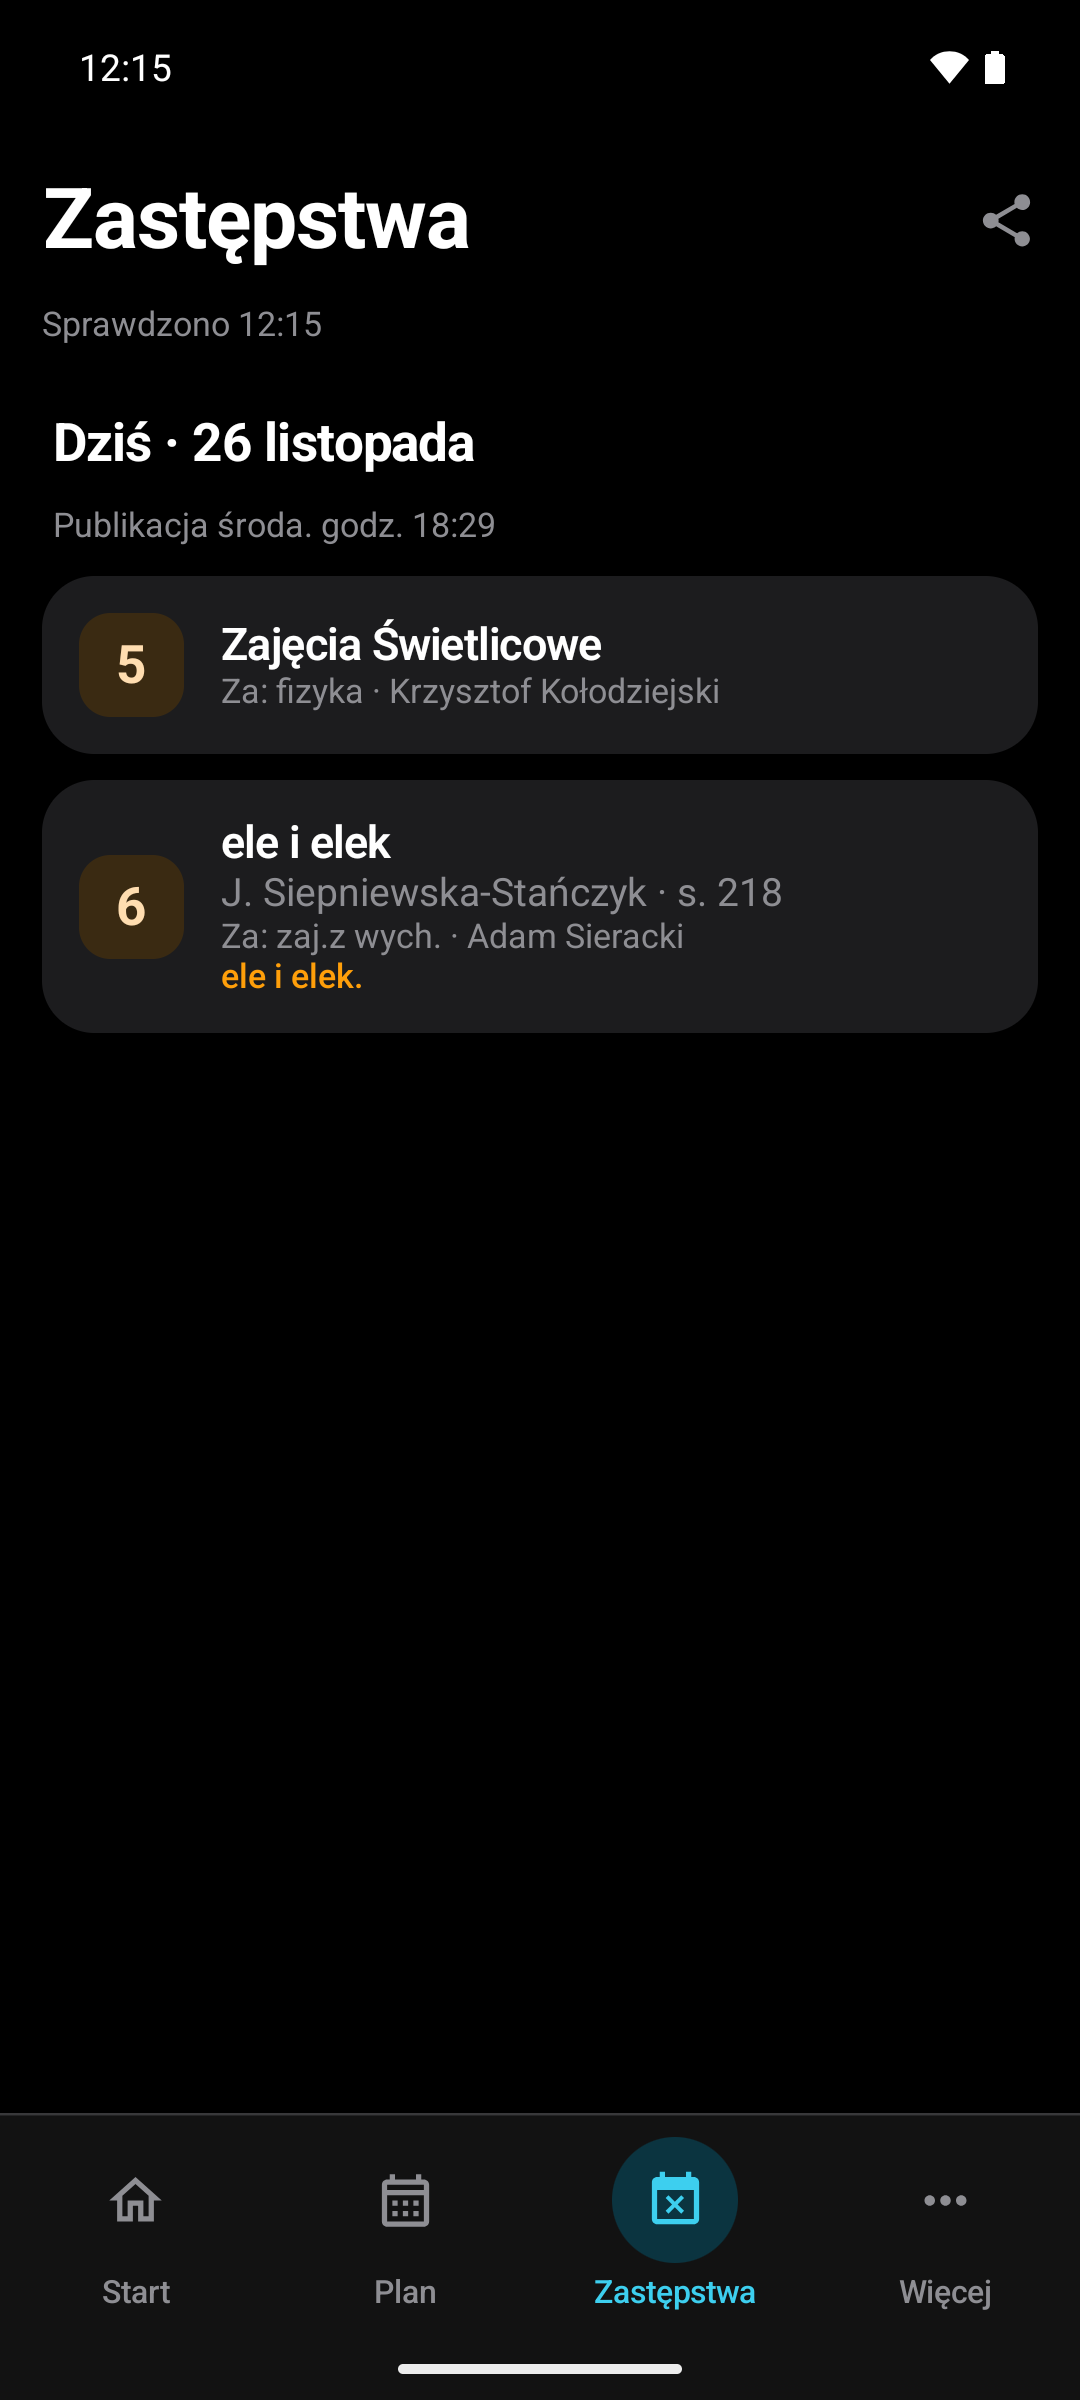 12:15
Zastępstwa
Sprawdzono 12:15
Dziś · 26 listopada
Publikacja środa. godz. 18:29
5
Zajęcia Świetlicowe
Za: fizyka · Krzysztof Kołodziejski
6
ele i elek
J. Siepniewska-Stańczyk · s. 218
Za: zaj.z wych. · Adam Sieracki
ele i elek.
Start
Plan
Zastępstwa
Więcej